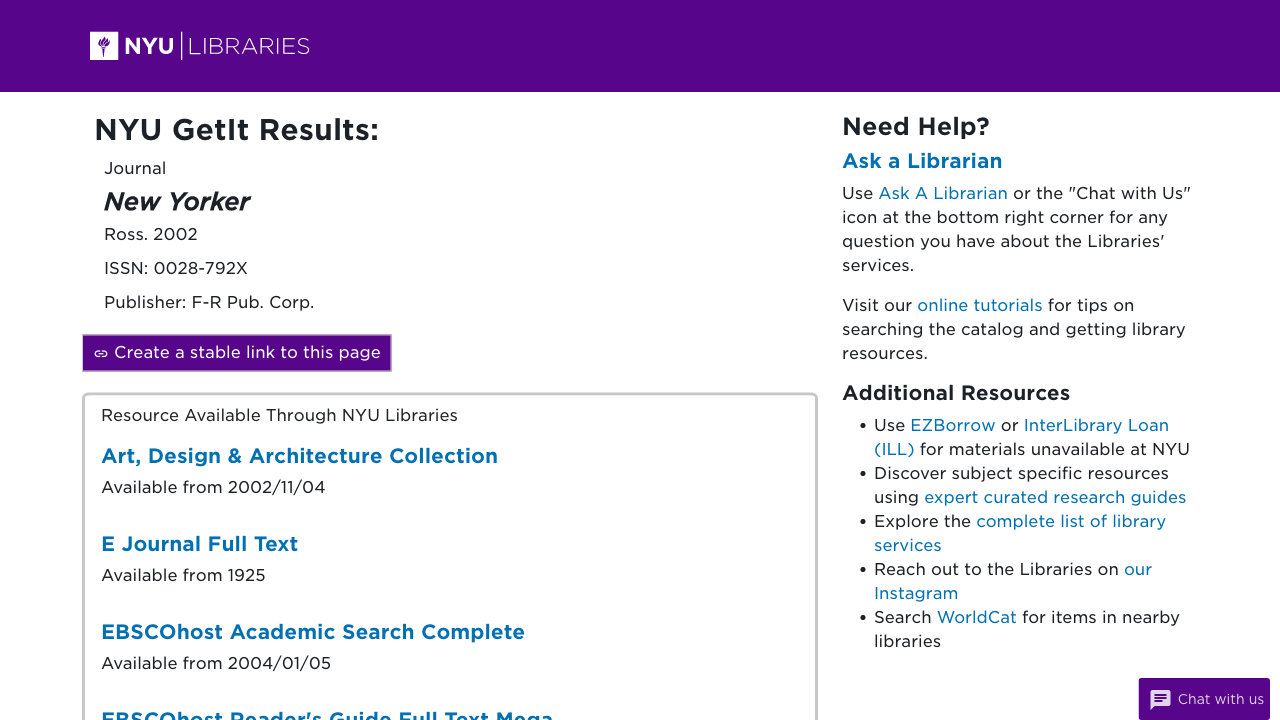 NYU LIBRARIES
NYU GetIt Results:
Journal
New Yorker
Ross. 2002
ISSN: 0028-792X
Publisher: F-R Pub. Corp.
Create a stable link to this page
Resource Available Through NYU Libraries
Art, Design & Architecture Collection
Available from 2002/11/04
E Journal Full Text
Available from 1925
EBSCOhost Academic Search Complete
Available from 2004/01/05
EBSCOhost Reader's Guide Full Text Mega
Need Help?
Ask a Librarian
Use Ask A Librarian or the "Chat with Us"
icon at the bottom right corner for any
question you have about the Libraries'
services.
Visit our online tutorials for tips on
searching the catalog and getting library
resources.
Additional Resources
• Use EZBorrow or InterLibrary Loan
(ILL) for materials unavailable at NYU
• Discover subject specific resources
using expert curated research guides
• Explore the complete list of library
services
• Reach out to the Libraries on our
Instagram
• Search WorldCat for items in nearby
libraries
Chat with us